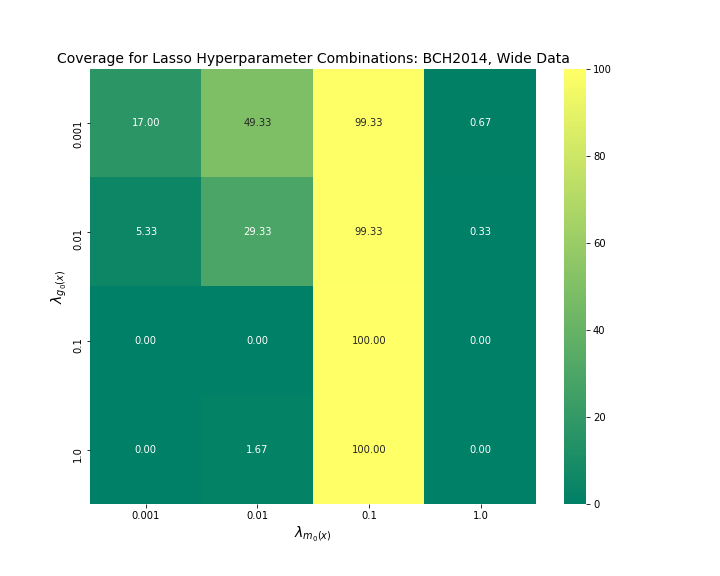 Coverage for Lasso Hyperparameter Combinations: BCH2014, Wide Data
17.00 49.33 99.33 0.67
5.33 29.33 99.33 0.33
0.00 0.00 100.00 0.00
0.00 1.67 100.00 0.00
0.001
0.01
0.1
1.0
λg₀(x)
0.001 0.01 0.1 1.0
λm₀(x)
100
80
60
40
20
0